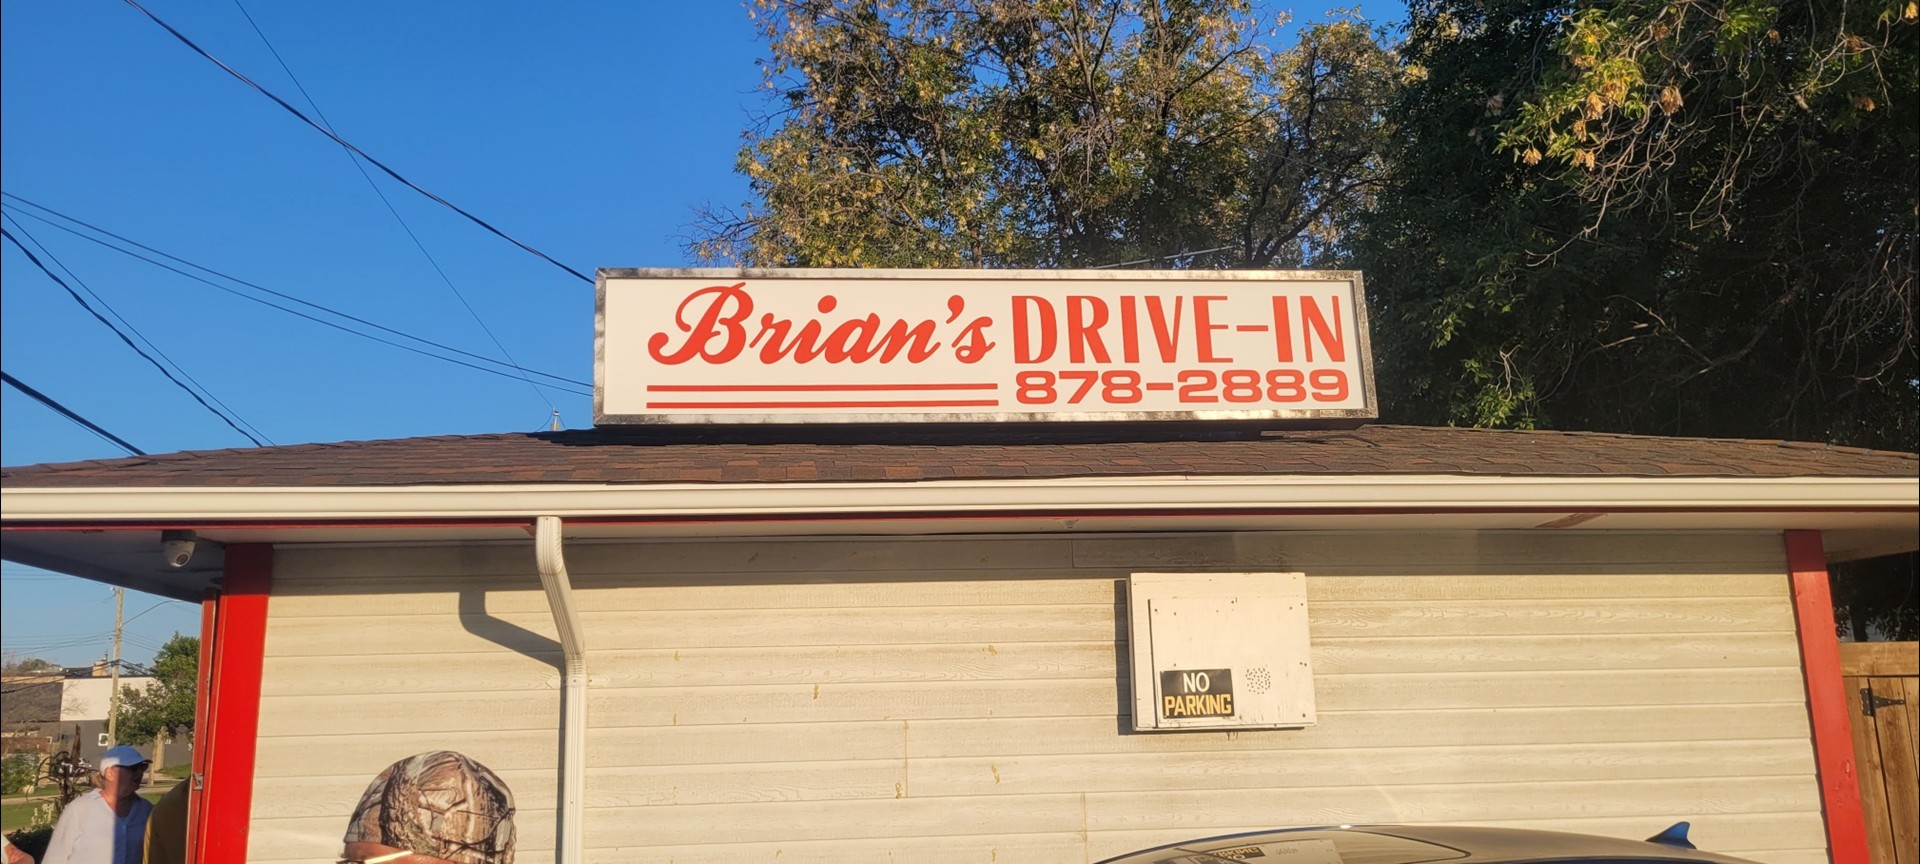 Brian's DRIVE-IN
878-2889
NO
PARKING